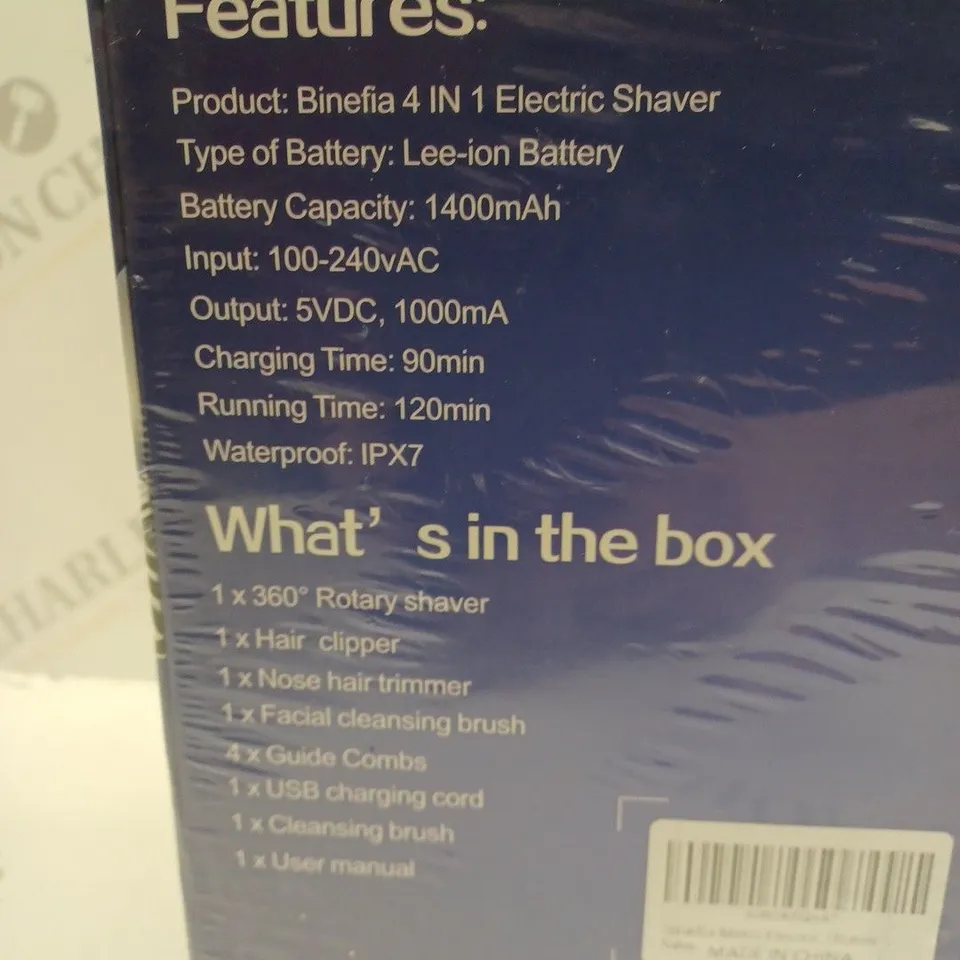 Features:
Product: Binefia 4 IN 1 Electric Shaver
Type of Battery: Lee-ion Battery
Battery Capacity: 1400mAh
Input: 100-240vAC
Output: 5VDC, 1000mA
Charging Time: 90min
Running Time: 120min
Waterproof: IPX7
What's in the box
1 x 360° Rotary shaver
1 x Hair clipper
1 x Nose hair trimmer
1 x Facial cleansing brush
4 x Guide Combs
1 x USB charging cord
1 x Cleansing brush
1 x User manual
MADE IN CHINA